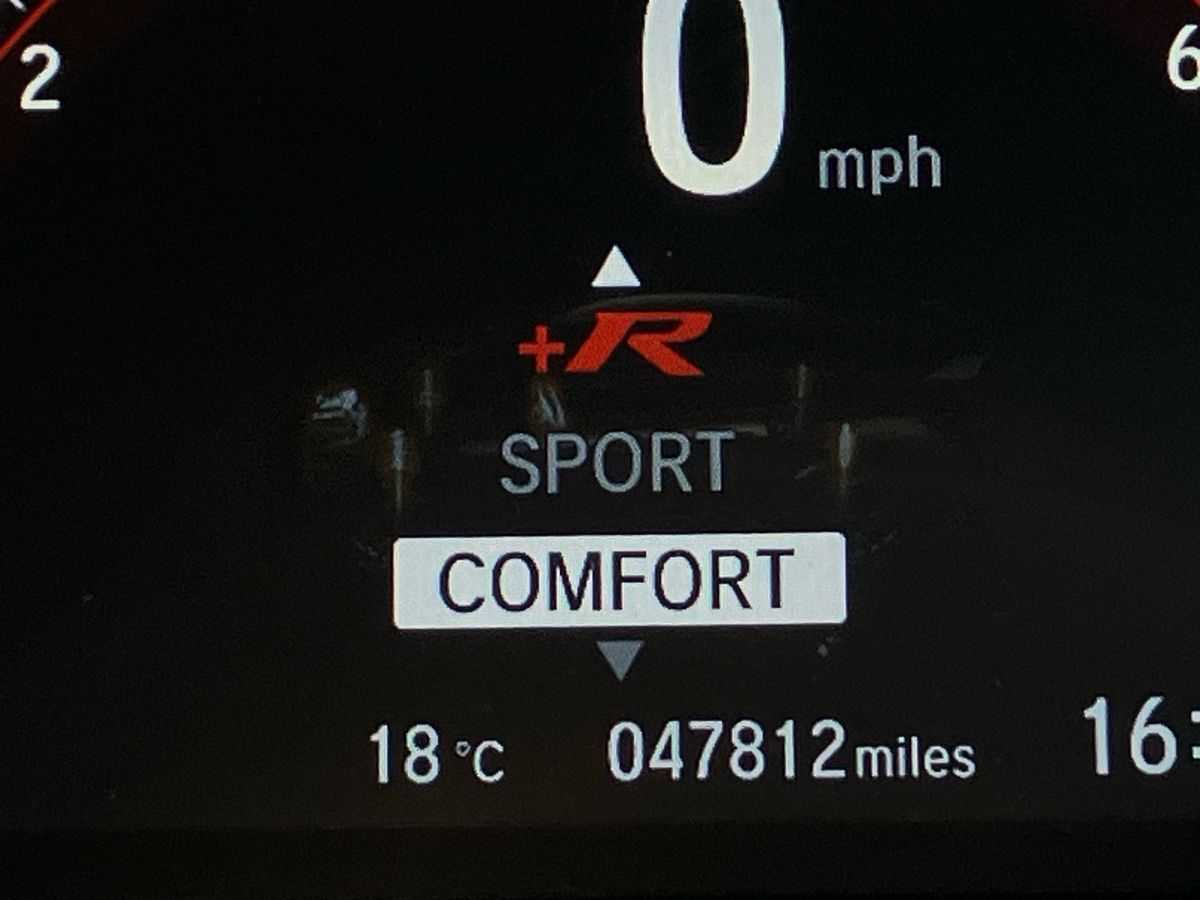 2
0 mph
6
+R
SPORT
COMFORT
18 °C 047812 miles 16: